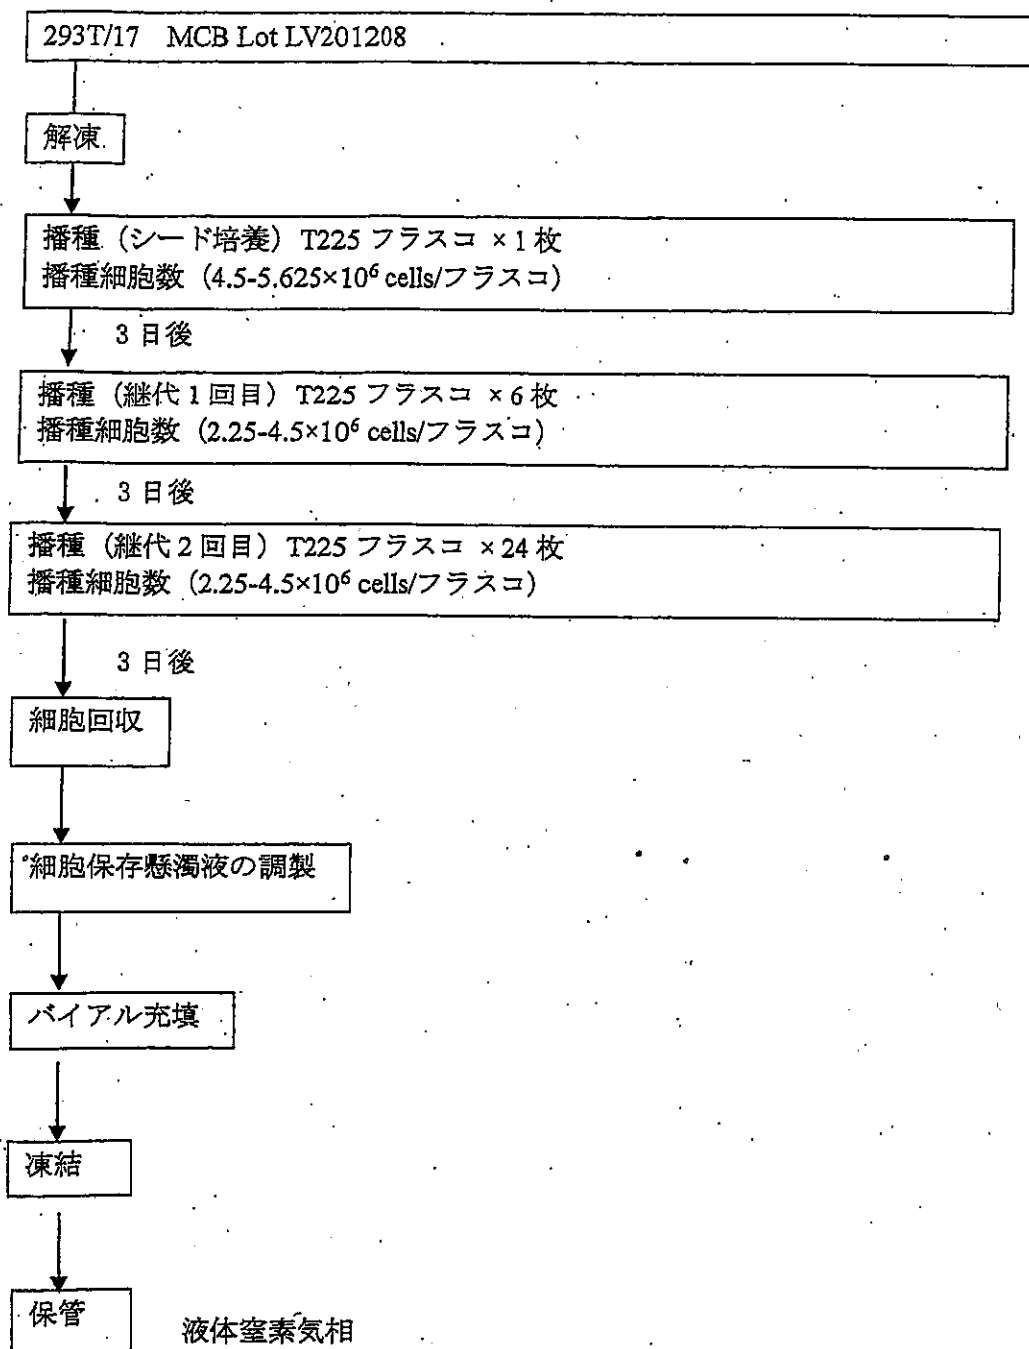 293T/17 MCB Lot LV201208
解凍
播種（シード培養）T225 フラスコ ×1枚
播種細胞数（4.5-5.625×10⁶ cells/フラスコ）
3日後
播種（継代1回目）T225 フラスコ ×6枚
播種細胞数（2.25-4.5×10⁶ cells/フラスコ）
3日後
播種（継代2回目）T225 フラスコ ×24枚
播種細胞数（2.25-4.5×10⁶ cells/フラスコ）
3日後
細胞回収
細胞保存懸濁液の調製
バイアル充填
凍結
保管
液体窒素気相